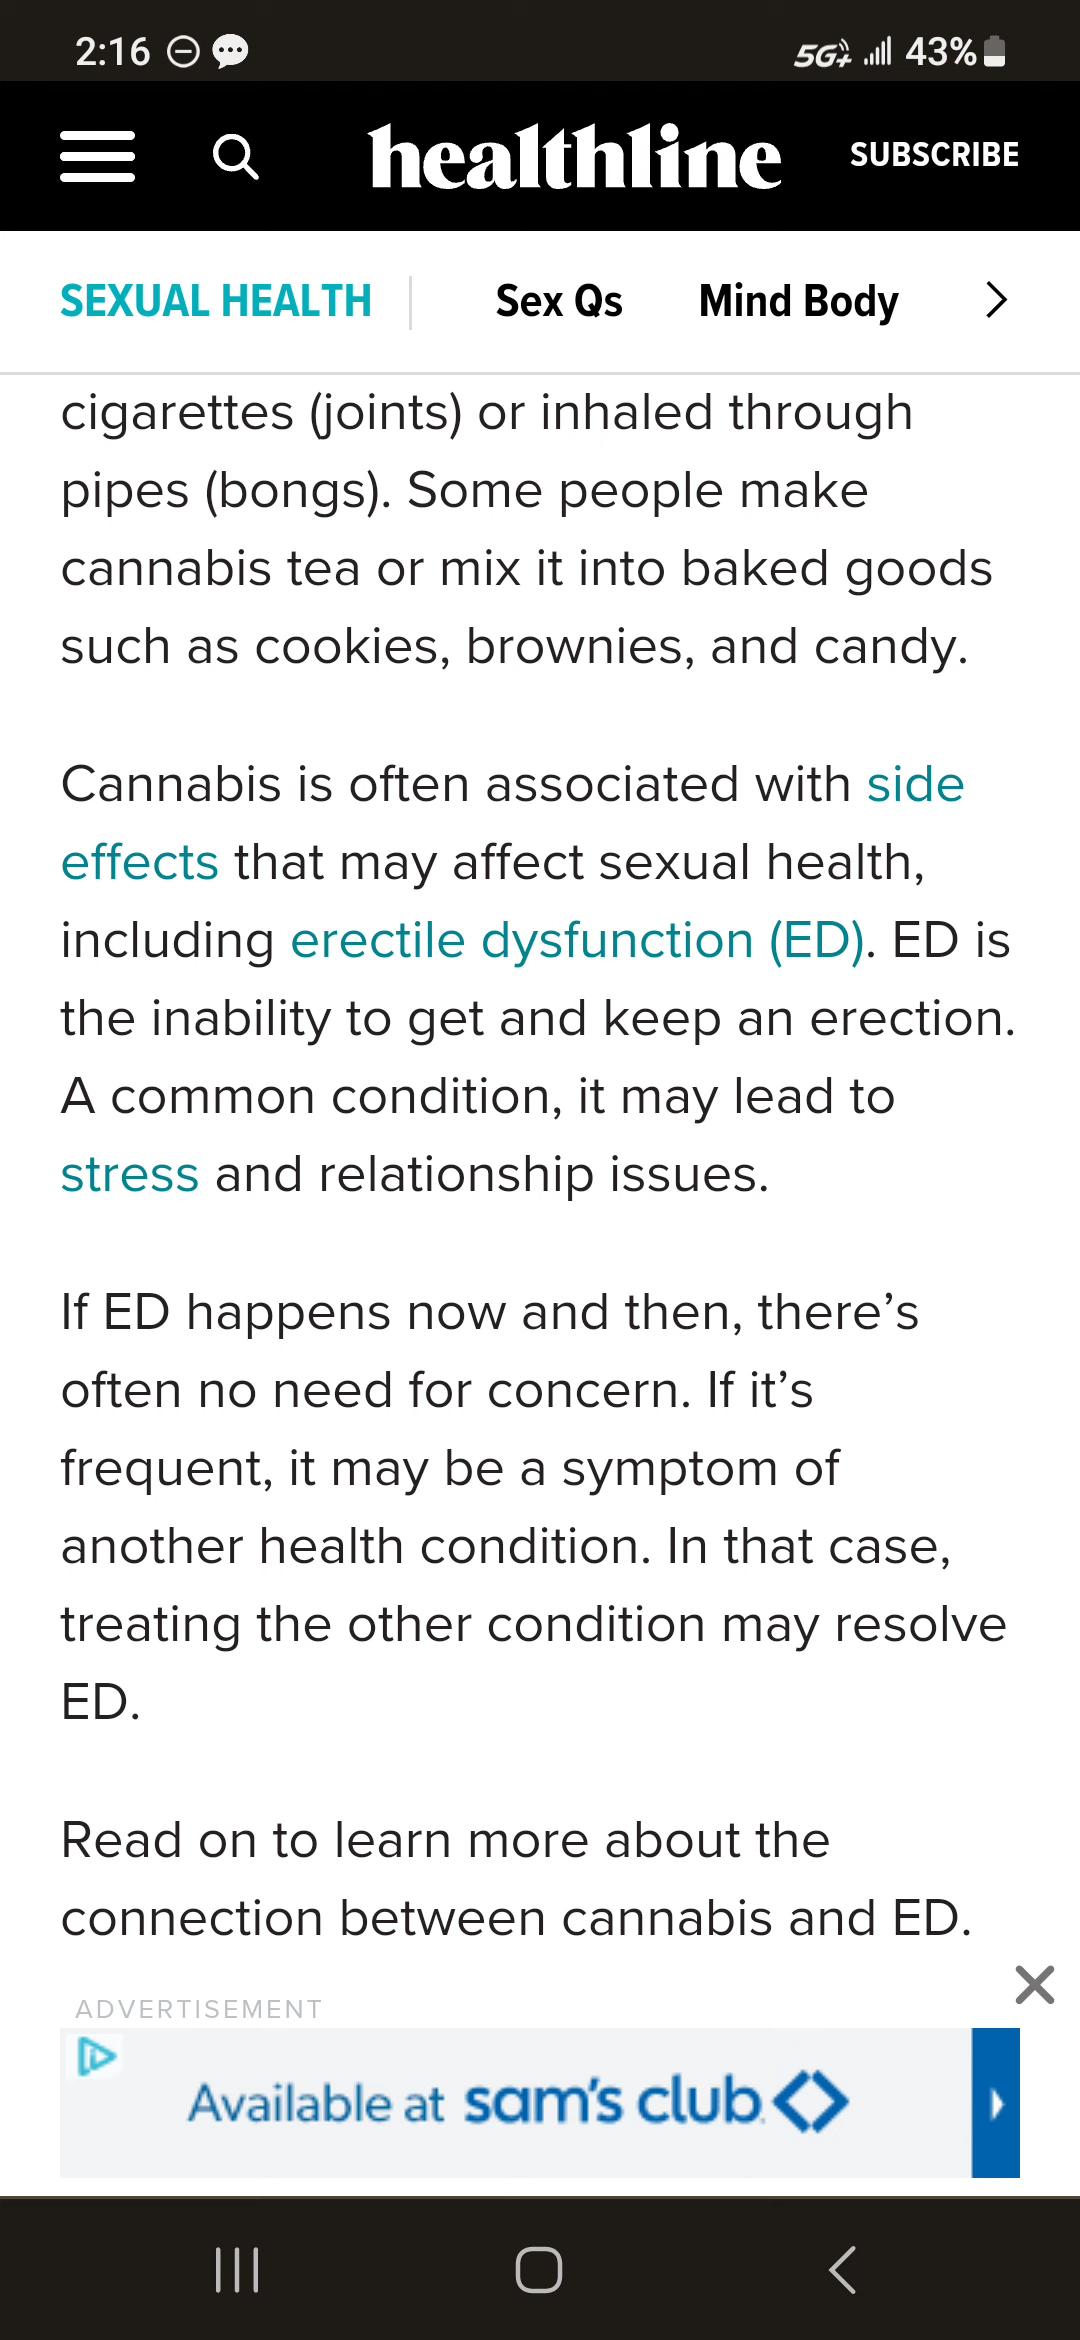 2:16
5G+ 43%
healthline
SUBSCRIBE
SEXUAL HEALTH
Sex Qs
Mind Body
cigarettes (joints) or inhaled through
pipes (bongs). Some people make
cannabis tea or mix it into baked goods
such as cookies, brownies, and candy.
Cannabis is often associated with side
effects that may affect sexual health,
including erectile dysfunction (ED). ED is
the inability to get and keep an erection.
A common condition, it may lead to
stress and relationship issues.
If ED happens now and then, there’s
often no need for concern. If it’s
frequent, it may be a symptom of
another health condition. In that case,
treating the other condition may resolve
ED.
Read on to learn more about the
connection between cannabis and ED.
ADVERTISEMENT
Available at sam's club